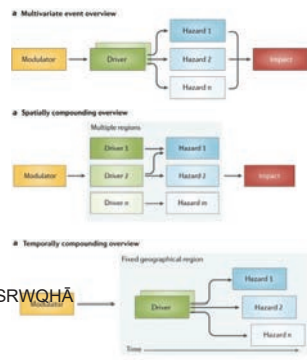 a Multivariate event overview
Hazard 1
Modulator
Driver
Hazard 2
Impact
Hazard n
a Spatially compounding overview
Multiple regions
Driver 1
Hazard 1
Modulator
Driver 2
Hazard 2
Impact
Driver n
Hazard m
a Temporally compounding overview
Fixed geographical region
Hazard 1
SRWQHĀ
Modulator
Driver
Hazard 2
Hazard n
Time